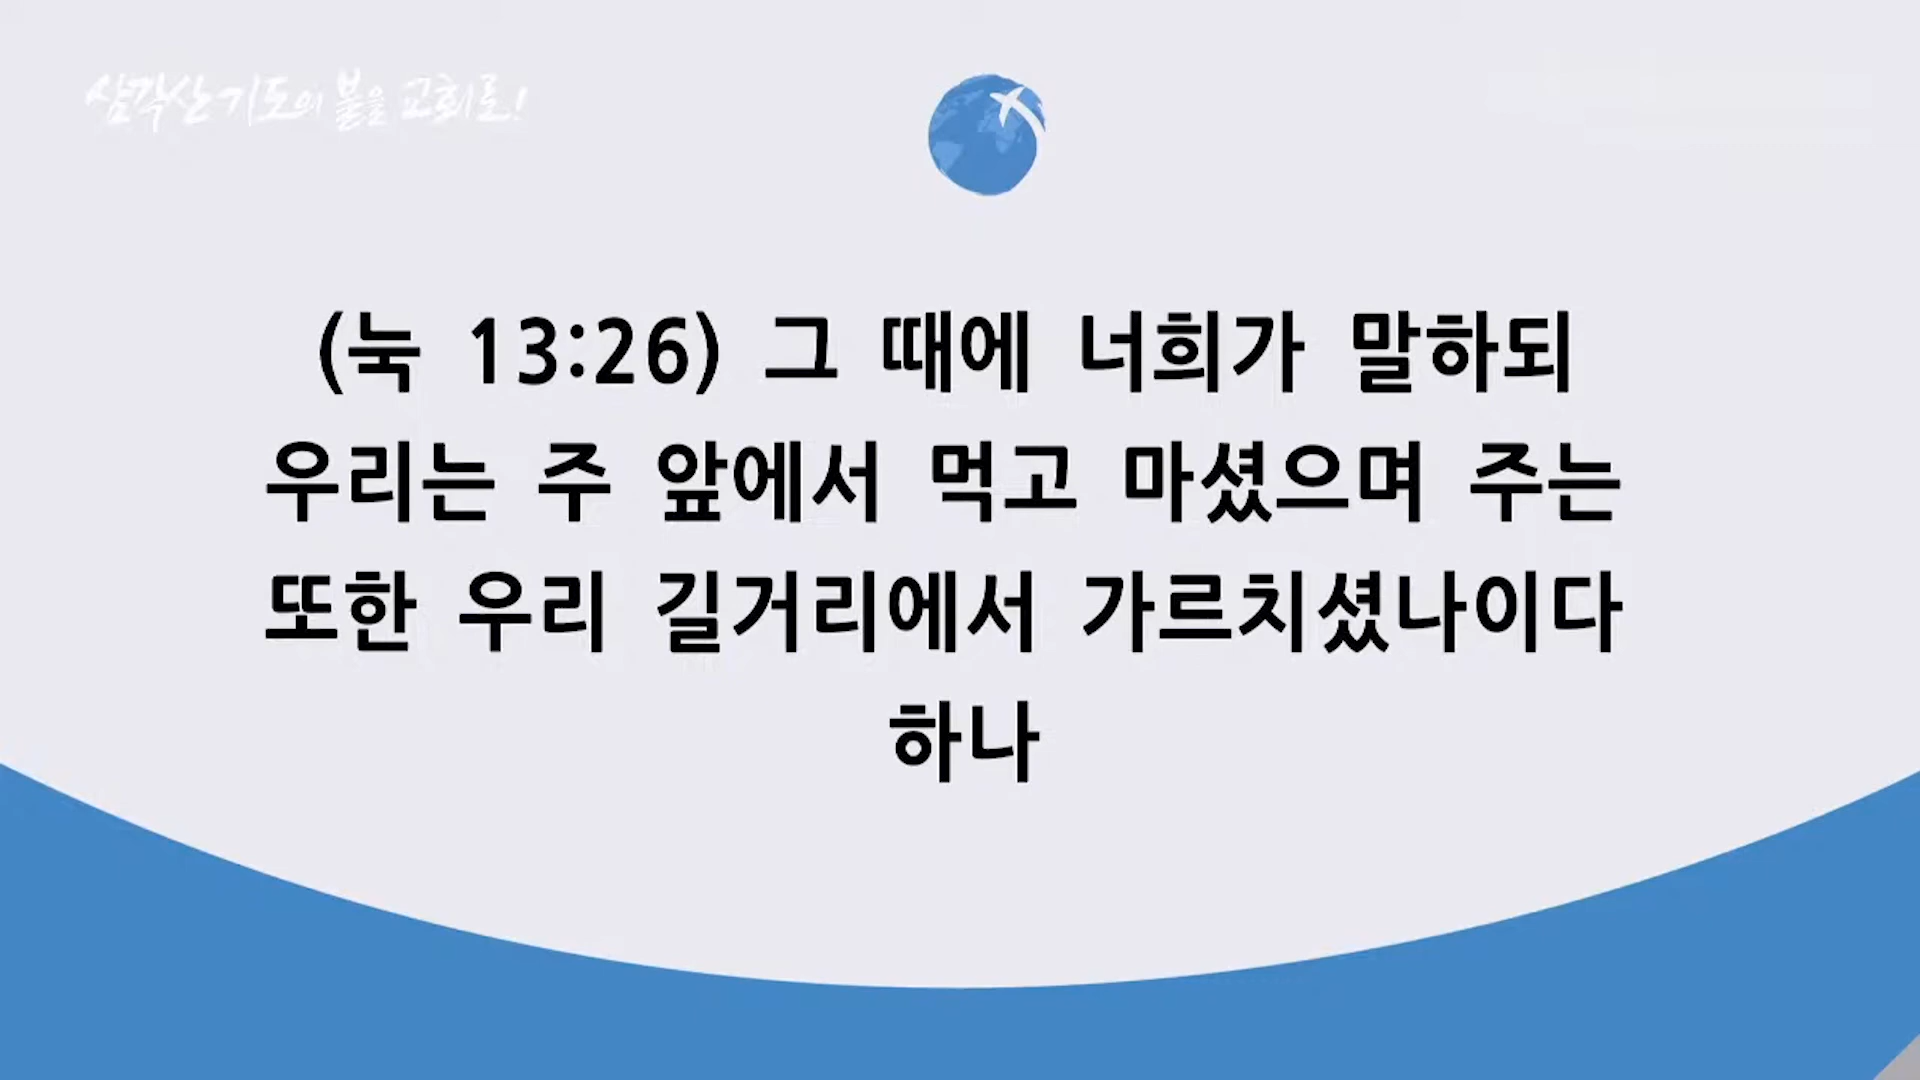 삼각산 기도의 불을 교회로!
(눅 13:26) 그 때에 너희가 말하되
우리는 주 앞에서 먹고 마셨으며 주는
또한 우리 길거리에서 가르치셨나이다
하나